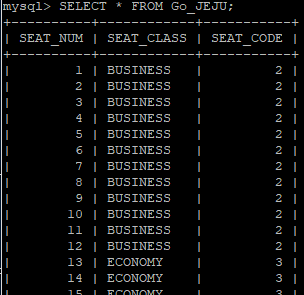 mysql> SELECT * FROM Go_JEJU;
+----------+------------+-----------+
| SEAT_NUM | SEAT_CLASS | SEAT_CODE |
+----------+------------+-----------+
| 1 | BUSINESS | 2 |
| 2 | BUSINESS | 2 |
| 3 | BUSINESS | 2 |
| 4 | BUSINESS | 2 |
| 5 | BUSINESS | 2 |
| 6 | BUSINESS | 2 |
| 7 | BUSINESS | 2 |
| 8 | BUSINESS | 2 |
| 9 | BUSINESS | 2 |
| 10 | BUSINESS | 2 |
| 11 | BUSINESS | 2 |
| 12 | BUSINESS | 2 |
| 13 | ECONOMY | 3 |
| 14 | ECONOMY | 3 |
| 15 | ECONOMY | 3 |